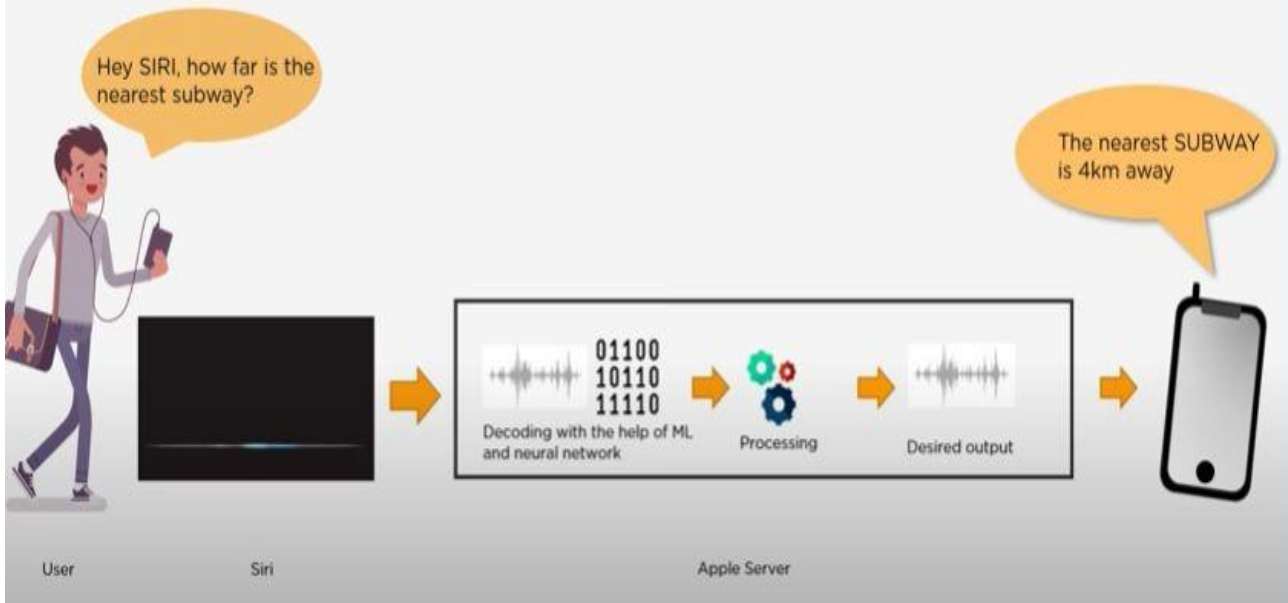 Hey SIRI, how far is the
nearest subway?
The nearest SUBWAY
is 4km away
01100
10110
11110
Decoding with the help of ML
and neural network
Processing
Desired output
User
Siri
Apple Server